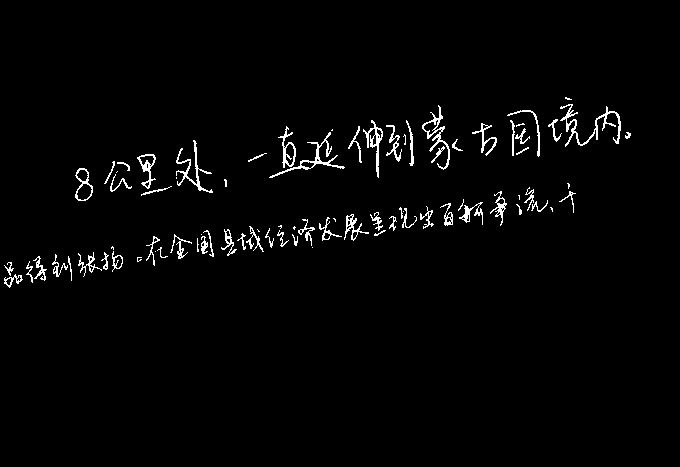 8公里处,一直延伸到蒙古国境内。
品得到张扬。在全国县域经济发展呈现出百舸争流、千